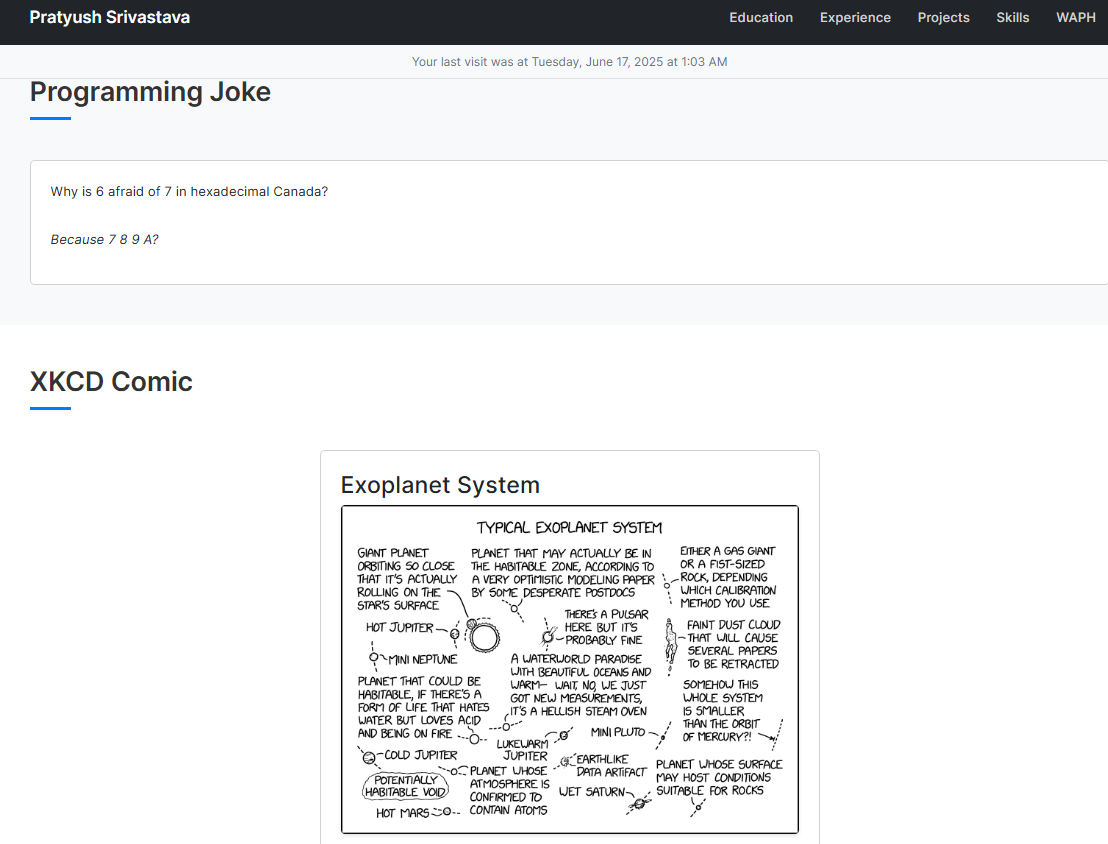 Pratyush Srivastava
Education Experience Projects Skills WAPH
Your last visit was at Tuesday, June 17, 2025 at 1:03 AM
Programming Joke
Why is 6 afraid of 7 in hexadecimal Canada?
Because 7 8 9 A?
XKCD Comic
Exoplanet System
TYPICAL EXOPLANET SYSTEM
GIANT PLANET
ORBITING SO CLOSE
THAT IT'S ACTUALLY
ROLLING ON THE
STAR'S SURFACE
PLANET THAT MAY ACTUALLY BE IN
THE HABITABLE ZONE, ACCORDING TO
A VERY OPTIMISTIC MODELING PAPER
BY SOME DESPERATE POSTDOCS
EITHER A GAS GIANT
OR A FIST-SIZED
ROCK, DEPENDING
WHICH CALIBRATION
METHOD YOU USE
HOT JUPITER
THERE'S A PULSAR
HERE BUT IT'S
PROBABLY FINE
FAINT DUST CLOUD
THAT WILL CAUSE
SEVERAL PAPERS
TO BE RETRACTED
MINI NEPTUNE
A WATERWORLD PARADISE
WITH BEAUTIFUL OCEANS AND
WARM— WAIT, NO, WE JUST
GOT NEW MEASUREMENTS,
IT'S A HELLISH STEAM OVEN
PLANET THAT COULD BE
HABITABLE, IF THERE'S A
FORM OF LIFE THAT HATES
WATER BUT LOVES ACID
AND BEING ON FIRE
SOMEHOW THIS
WHOLE SYSTEM
IS SMALLER
THAN THE ORBIT
OF MERCURY?!
MINI PLUTO
LUKEWARM
JUPITER
COLD JUPITER
EARTHLIKE
DATA ARTIFACT
PLANET WHOSE SURFACE
MAY HOST CONDITIONS
SUITABLE FOR ROCKS
POTENTIALLY
HABITABLE VOID
PLANET WHOSE
ATMOSPHERE IS
CONFIRMED TO
CONTAIN ATOMS
WET SATURN
HOT MARS